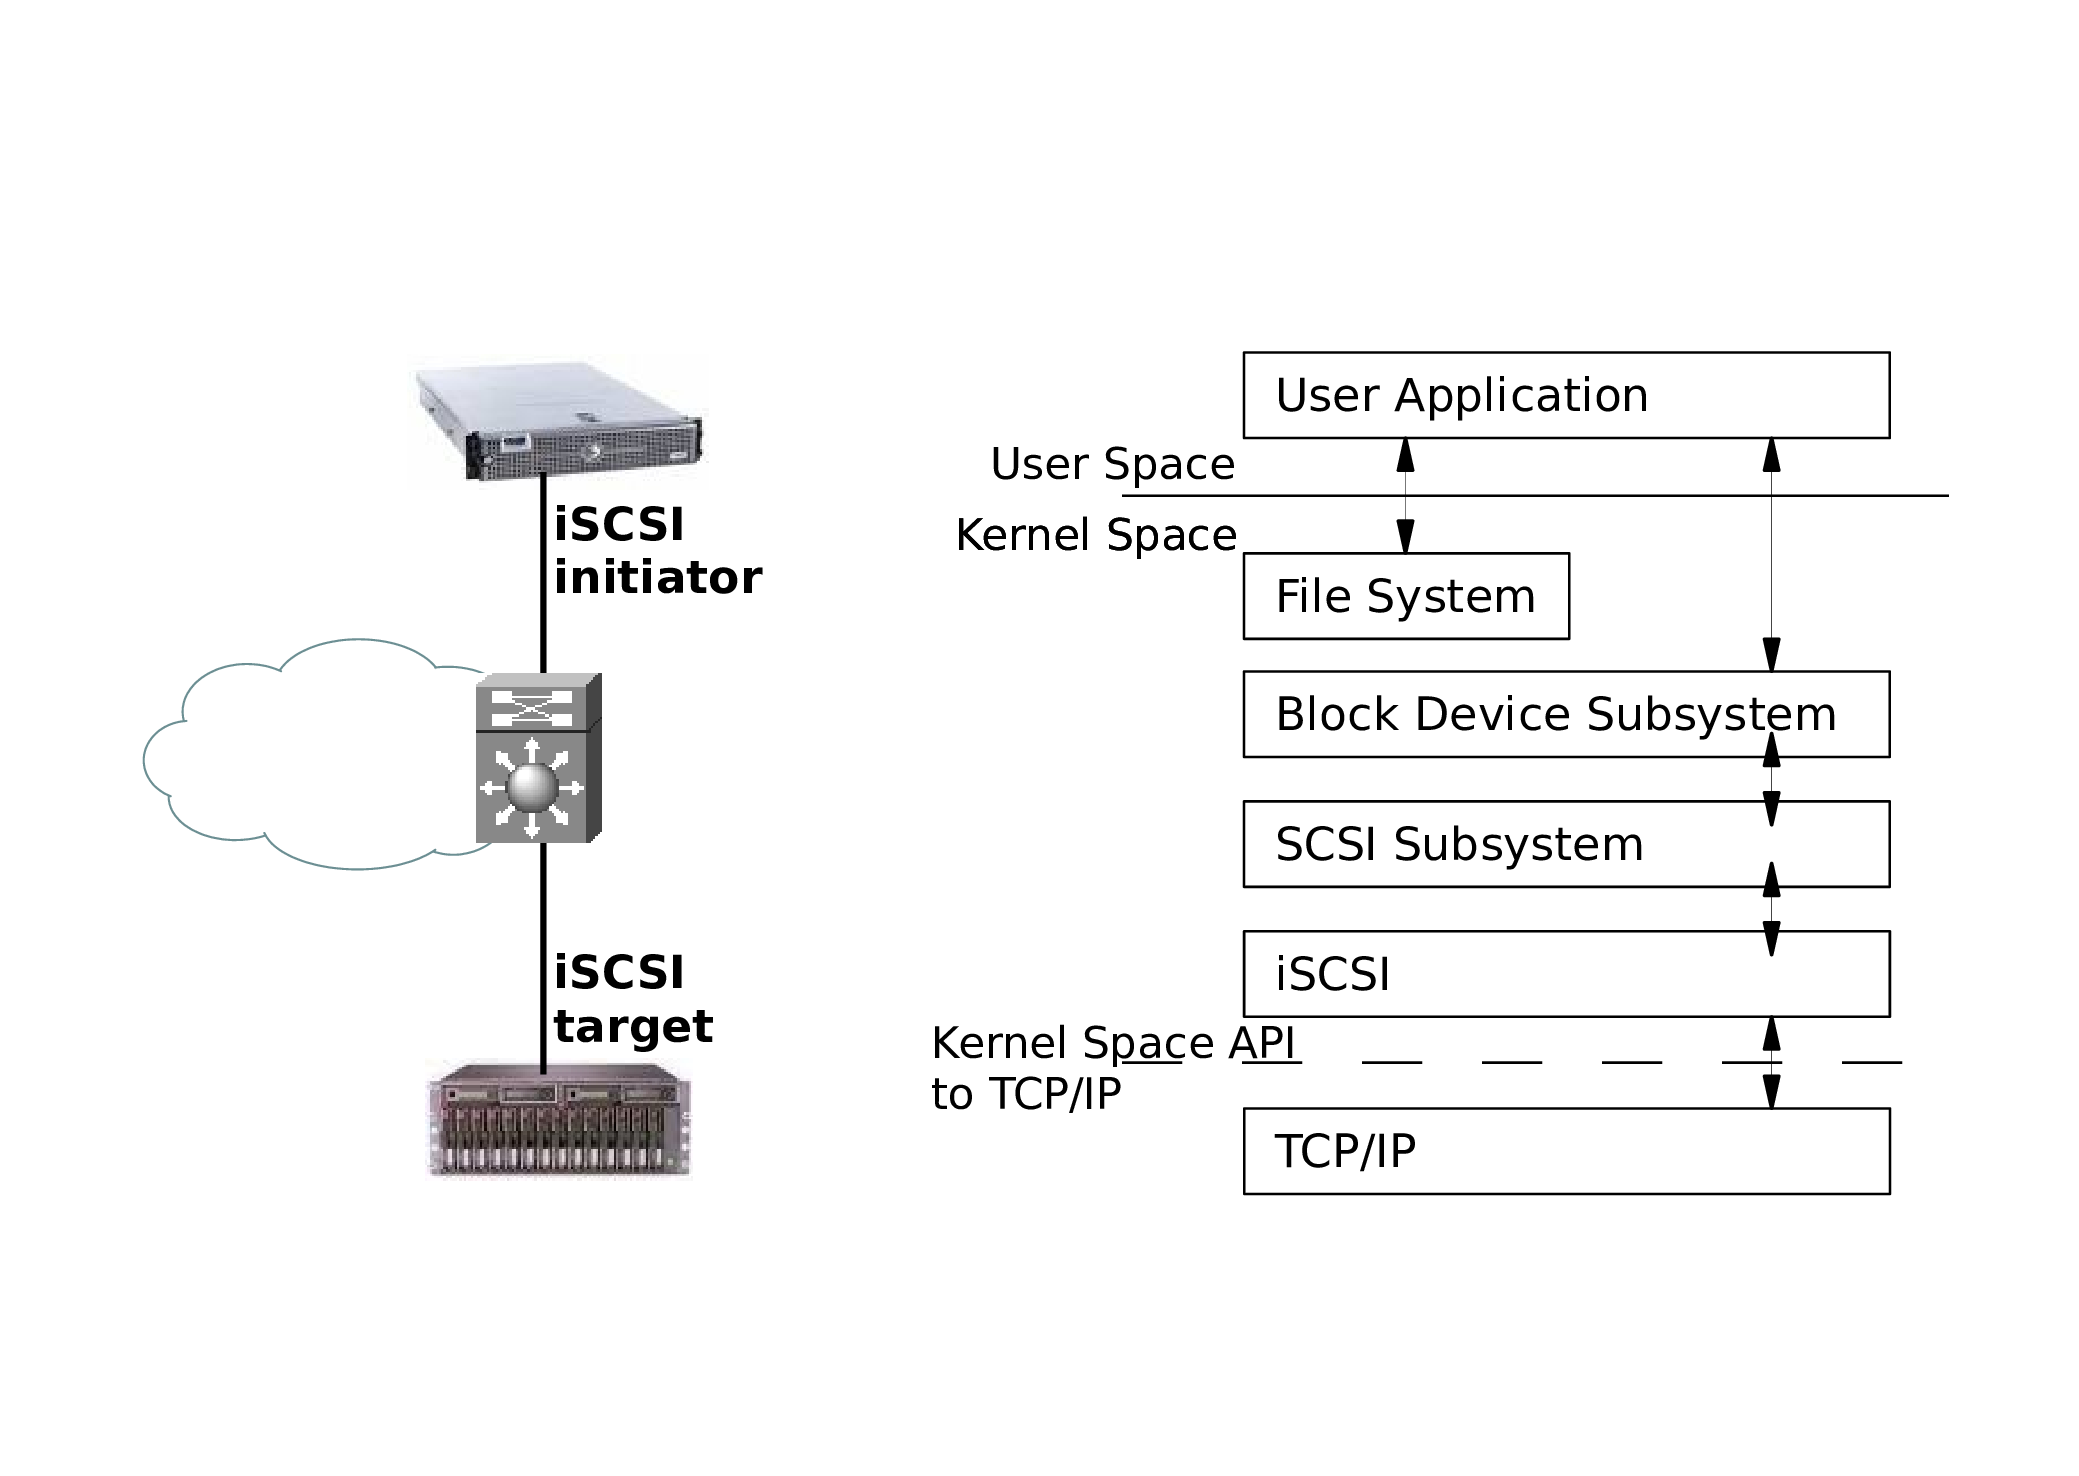 iSCSI
initiator
iSCSI
target
User Application
User Space
Kernel Space
File System
Block Device Subsystem
SCSI Subsystem
iSCSI
Kernel Space API
to TCP/IP
TCP/IP